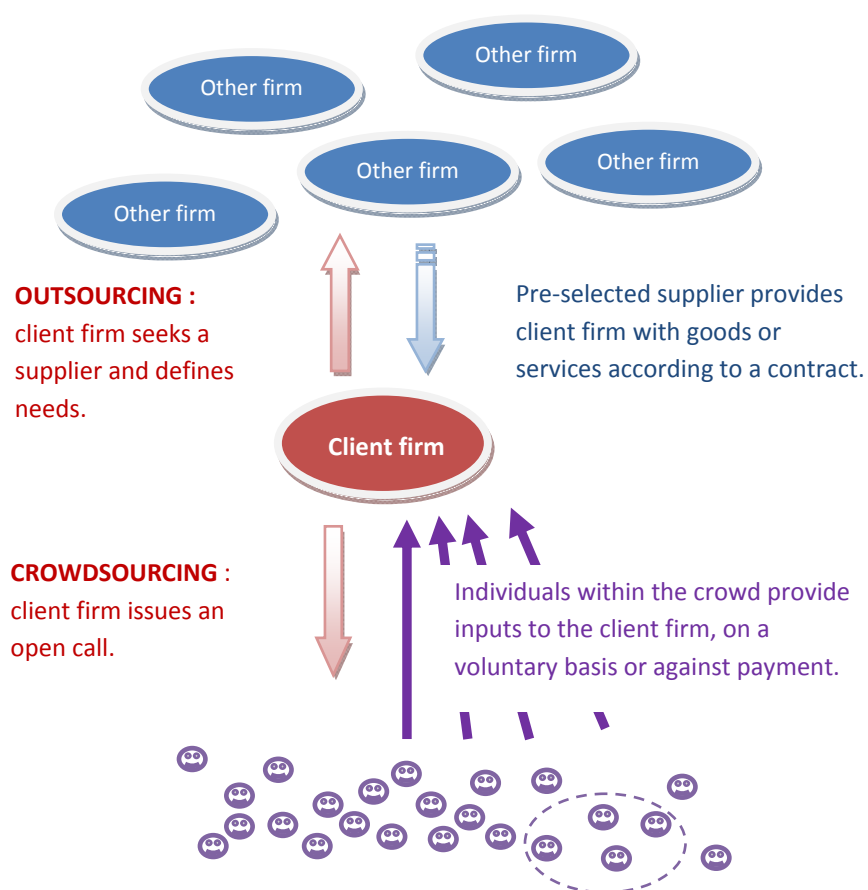 Other firm
Other firm
Other firm
Other firm
Other firm
OUTSOURCING :
client firm seeks a
supplier and defines
needs.
Pre-selected supplier provides
client firm with goods or
services according to a contract.
Client firm
CROWDSOURCING :
client firm issues an
open call.
Individuals within the crowd provide
inputs to the client firm, on a
voluntary basis or against payment.